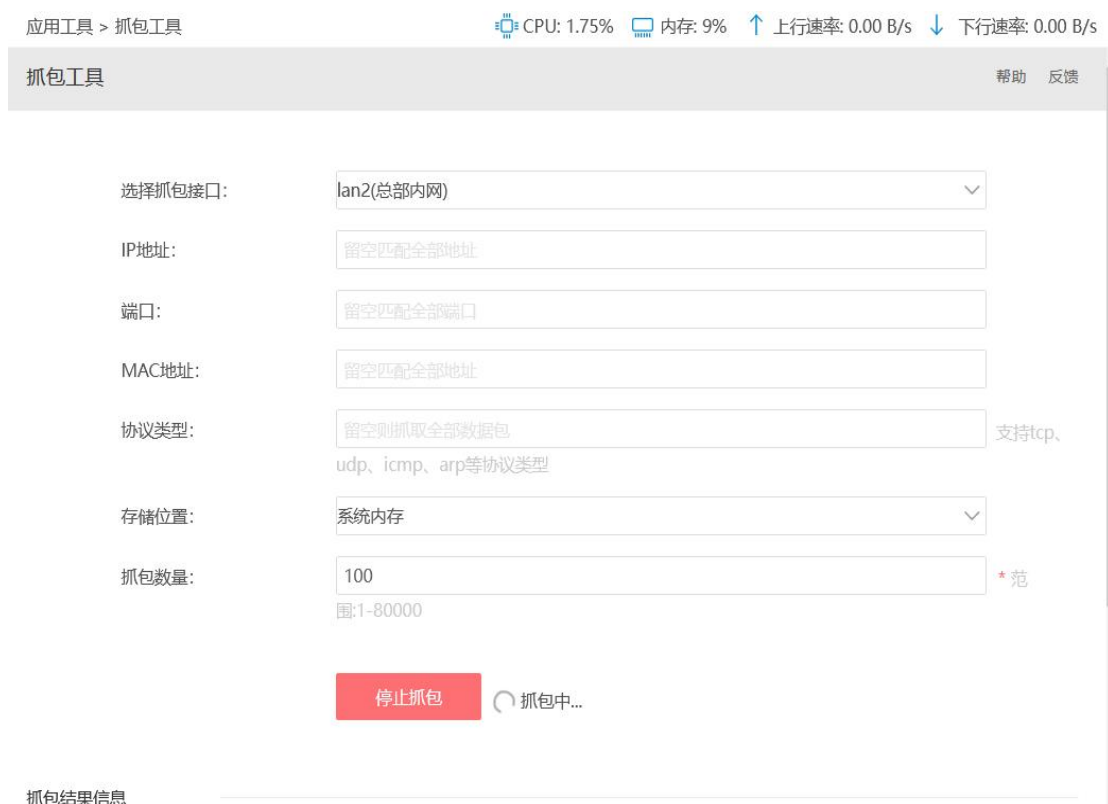 应用工具 > 抓包工具 CPU: 1.75% 内存: 9% 上行速率: 0.00 B/s 下行速率: 0.00 B/s
抓包工具 帮助 反馈
选择抓包接口: lan2(总部内网)
IP地址: 留空匹配全部地址
端口: 留空匹配全部端口
MAC地址: 留空匹配全部地址
协议类型: 留空则抓取全部数据包 支持tcp、
udp、icmp、arp等协议类型
存储位置: 系统内存
抓包数量: 100 * 范
围:1-80000
停止抓包 抓包中...
抓包结果信息